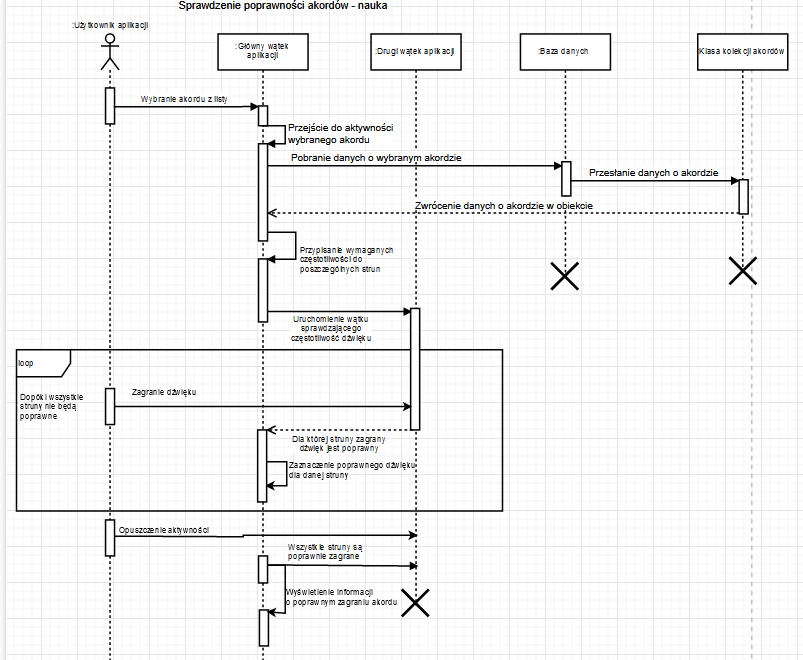 Sprawdzenie poprawności akordów - nauka
:Użytkownik aplikacji
:Główny wątek
aplikacji
:Drugi wątek aplikacji
:Baza danych
Klasa kolekcji akordów
Wybranie akordu z listy
Przejście do aktywności
wybranego akordu
Pobranie danych o wybranym akordzie
Przesłanie danych o akordzie
Zwrócenie danych o akordzie w obiekcie
Przypisanie wymaganych
częstotliwości do
poszczególnych strun
Uruchomienie wątku
sprawdzającego
częstotliwość dźwięku
loop
Dopóki wszystkie
struny nie będą
poprawne
Zagranie dźwięku
Dla której struny zagrany
dźwięk jest poprawny
Zaznaczenie poprawnego dźwięku
dla danej struny
Opuszczenie aktywności
Wszystkie struny są
poprawnie zagrane
Wyświetlenie informacji
o poprawnym zagraniu akordu